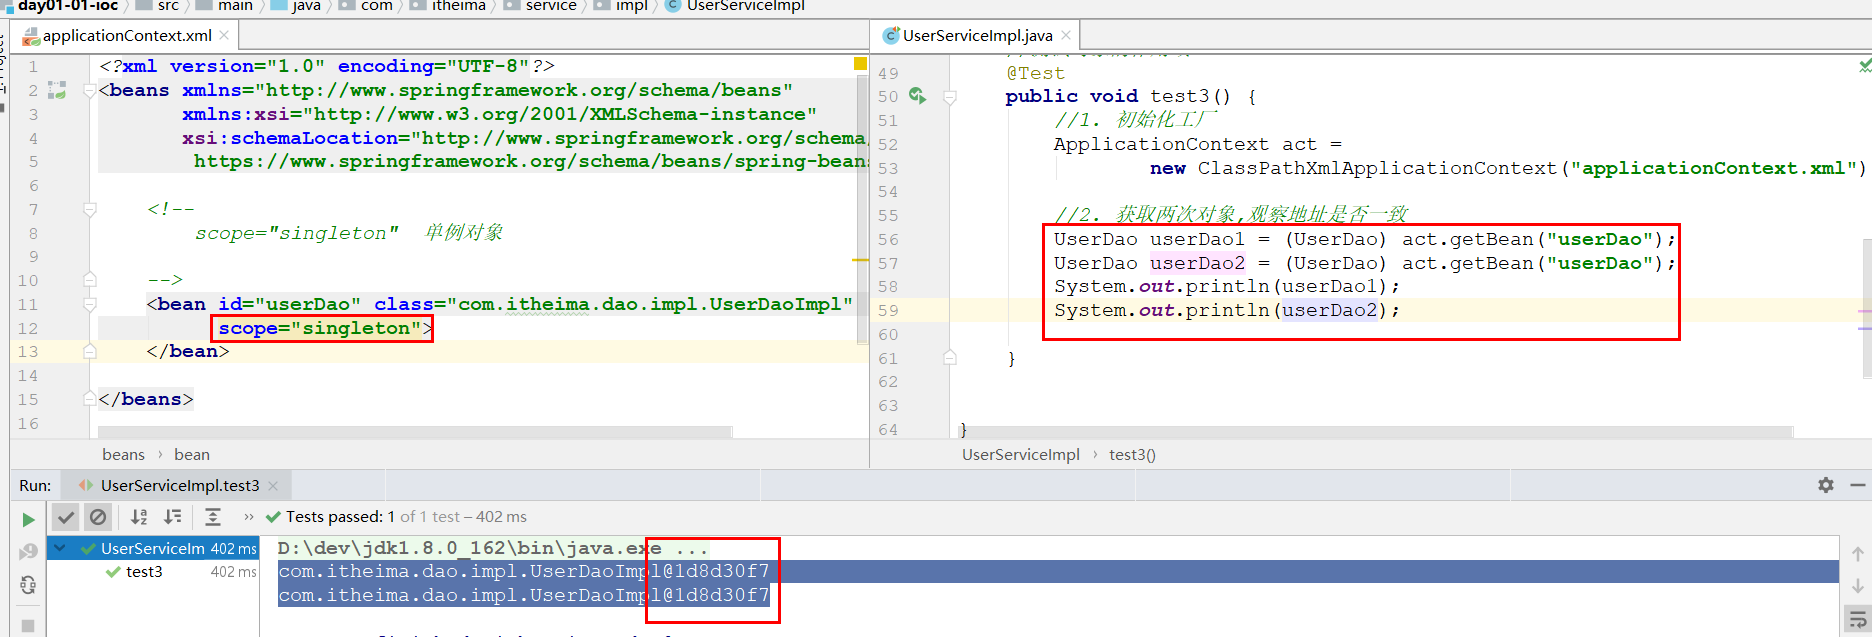 day01-01-ioc src main java com itheima service impl UserServiceImpl
applicationContext.xml
1 <?xml version="1.0" encoding="UTF-8"?>
2 <beans xmlns="http://www.springframework.org/schema/beans"
3 xmlns:xsi="http://www.w3.org/2001/XMLSchema-instance"
4 xsi:schemaLocation="http://www.springframework.org/schema/
5 https://www.springframework.org/schema/beans/spring-beans
6
7 <!--
8 scope="singleton" 单例对象
9
10 -->
11 <bean id="userDao" class="com.itheima.dao.impl.UserDaoImpl"
12 scope="singleton">
13 </bean>
14
15 </beans>
16
beans › bean
UserServiceImpl.java
49 @Test
50 public void test3() {
51 //1. 初始化工厂
52 ApplicationContext act =
53 new ClassPathXmlApplicationContext("applicationContext.xml")
54
55 //2. 获取两次对象,观察地址是否一致
56 UserDao userDao1 = (UserDao) act.getBean("userDao");
57 UserDao userDao2 = (UserDao) act.getBean("userDao");
58 System.out.println(userDao1);
59 System.out.println(userDao2);
60
61 }
62
63
64 }
UserServiceImpl › test3()
Run: UserServiceImpl.test3
Tests passed: 1 of 1 test – 402 ms
UserServiceIm 402 ms
test3 402 ms
D:\dev\jdk1.8.0_162\bin\java.exe ...
com.itheima.dao.impl.UserDaoImpl@1d8d30f7
com.itheima.dao.impl.UserDaoImpl@1d8d30f7